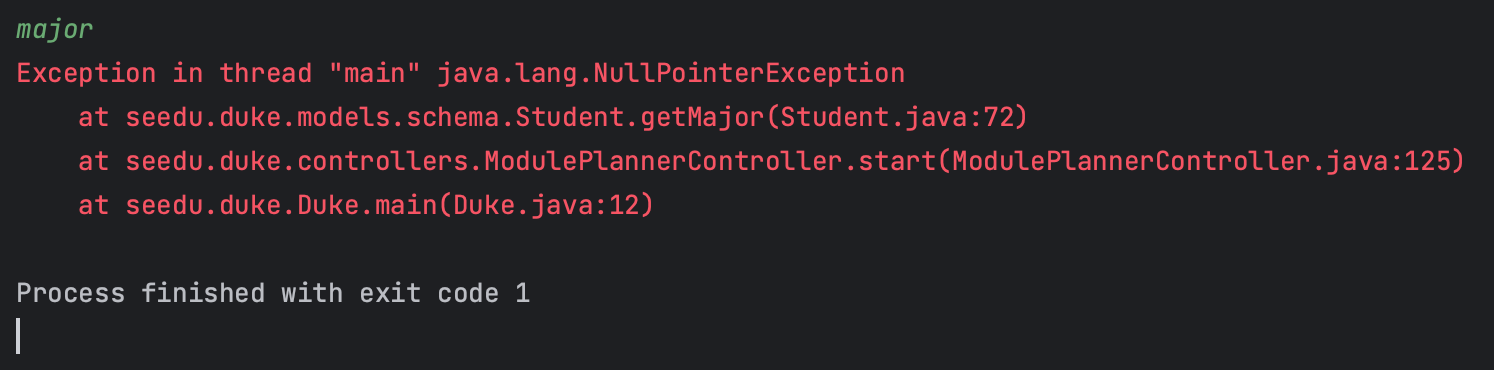 major
Exception in thread "main" java.lang.NullPointerException
    at seedu.duke.models.schema.Student.getMajor(Student.java:72)
    at seedu.duke.controllers.ModulePlannerController.start(ModulePlannerController.java:125)
    at seedu.duke.Duke.main(Duke.java:12)
Process finished with exit code 1